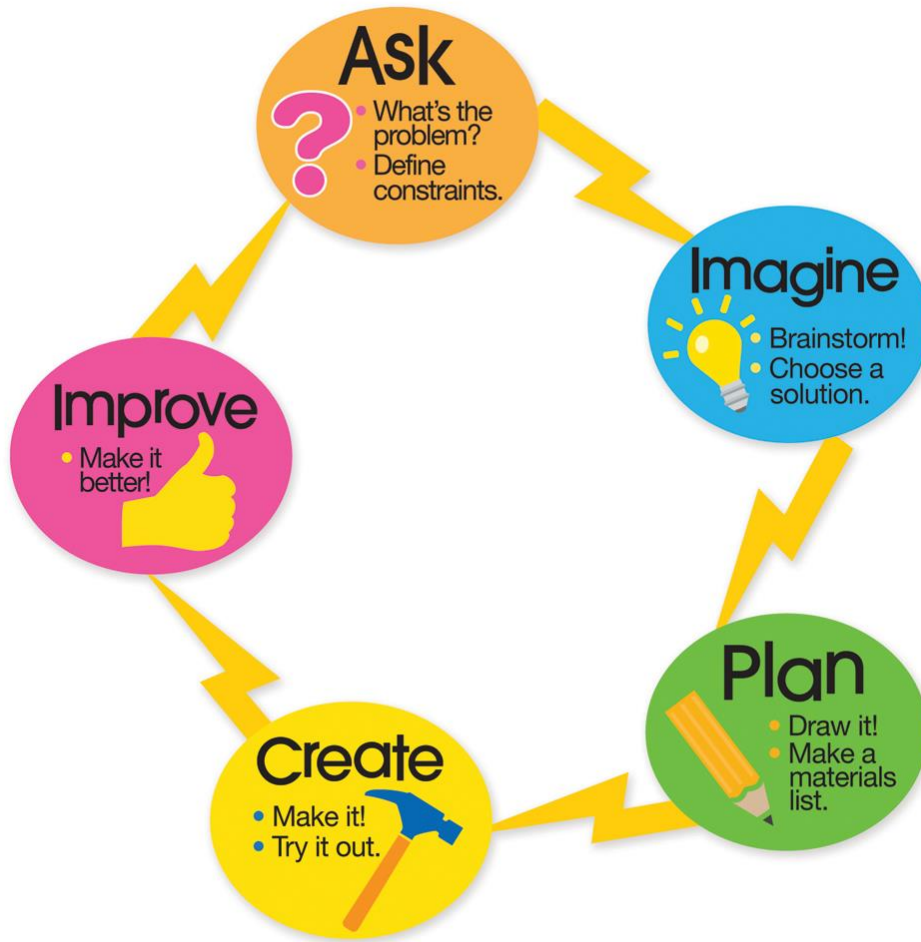 Ask
• What's the
problem?
• Define
constraints.
Imagine
• Brainstorm!
• Choose a
solution.
Plan
• Draw it!
• Make a
materials
list.
Create
• Make it!
• Try it out.
Improve
• Make it
better!